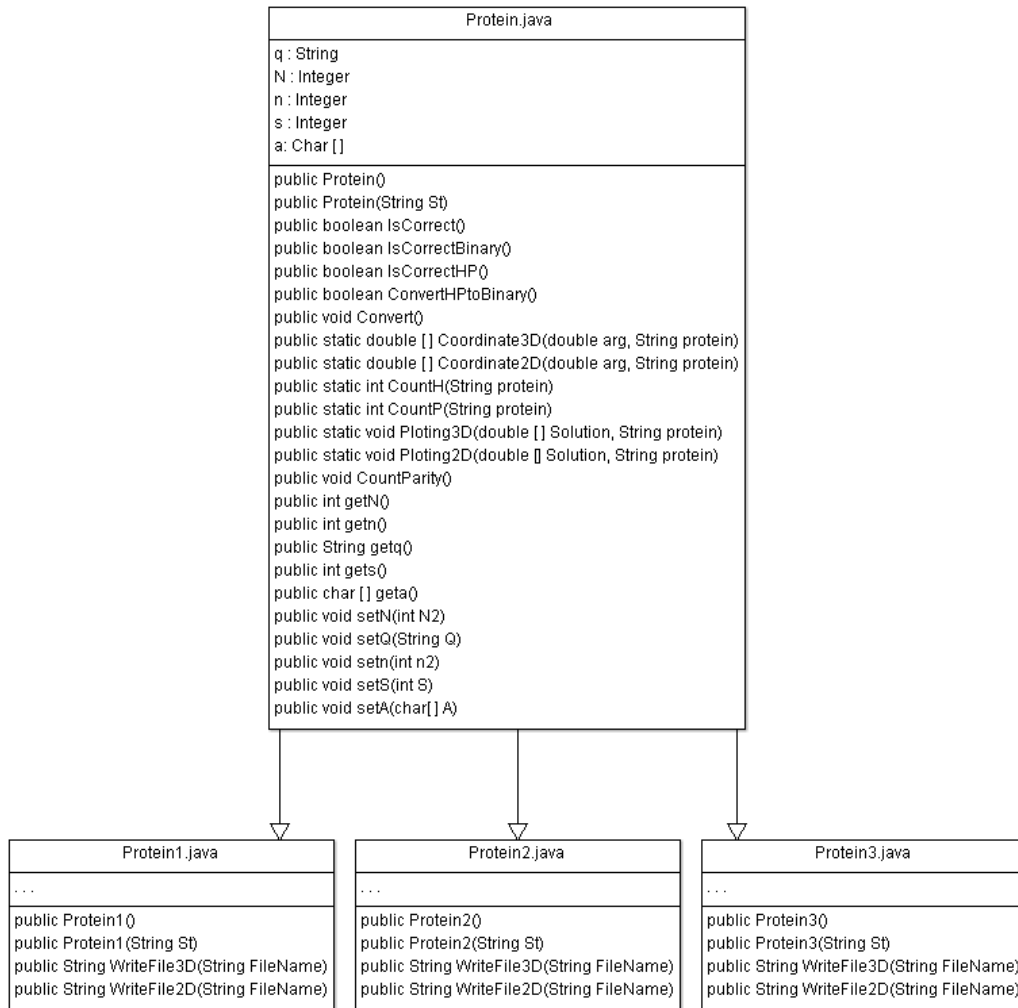 Protein.java
q : String
N : Integer
n : Integer
s : Integer
a: Char [ ]
public Protein()
public Protein(String St)
public boolean IsCorrect()
public boolean IsCorrectBinary()
public boolean IsCorrectHP()
public boolean ConvertHPtoBinary()
public void Convert()
public static double [ ] Coordinate3D(double arg, String protein)
public static double [ ] Coordinate2D(double arg, String protein)
public static int CountH(String protein)
public static int CountP(String protein)
public static void Ploting3D(double [ ] Solution, String protein)
public static void Ploting2D(double [] Solution, String protein)
public void CountParity()
public int getN()
public int getn()
public String getq()
public int gets()
public char [ ] geta()
public void setN(int N2)
public void setQ(String Q)
public void setn(int n2)
public void setS(int S)
public void setA(char[ ] A)
Protein1.java
. . .
public Protein1()
public Protein1(String St)
public String WriteFile3D(String FileName)
public String WriteFile2D(String FileName)
Protein2.java
. . .
public Protein2()
public Protein2(String St)
public String WriteFile3D(String FileName)
public String WriteFile2D(String FileName)
Protein3.java
. . .
public Protein3()
public Protein3(String St)
public String WriteFile3D(String FileName)
public String WriteFile2D(String FileName)